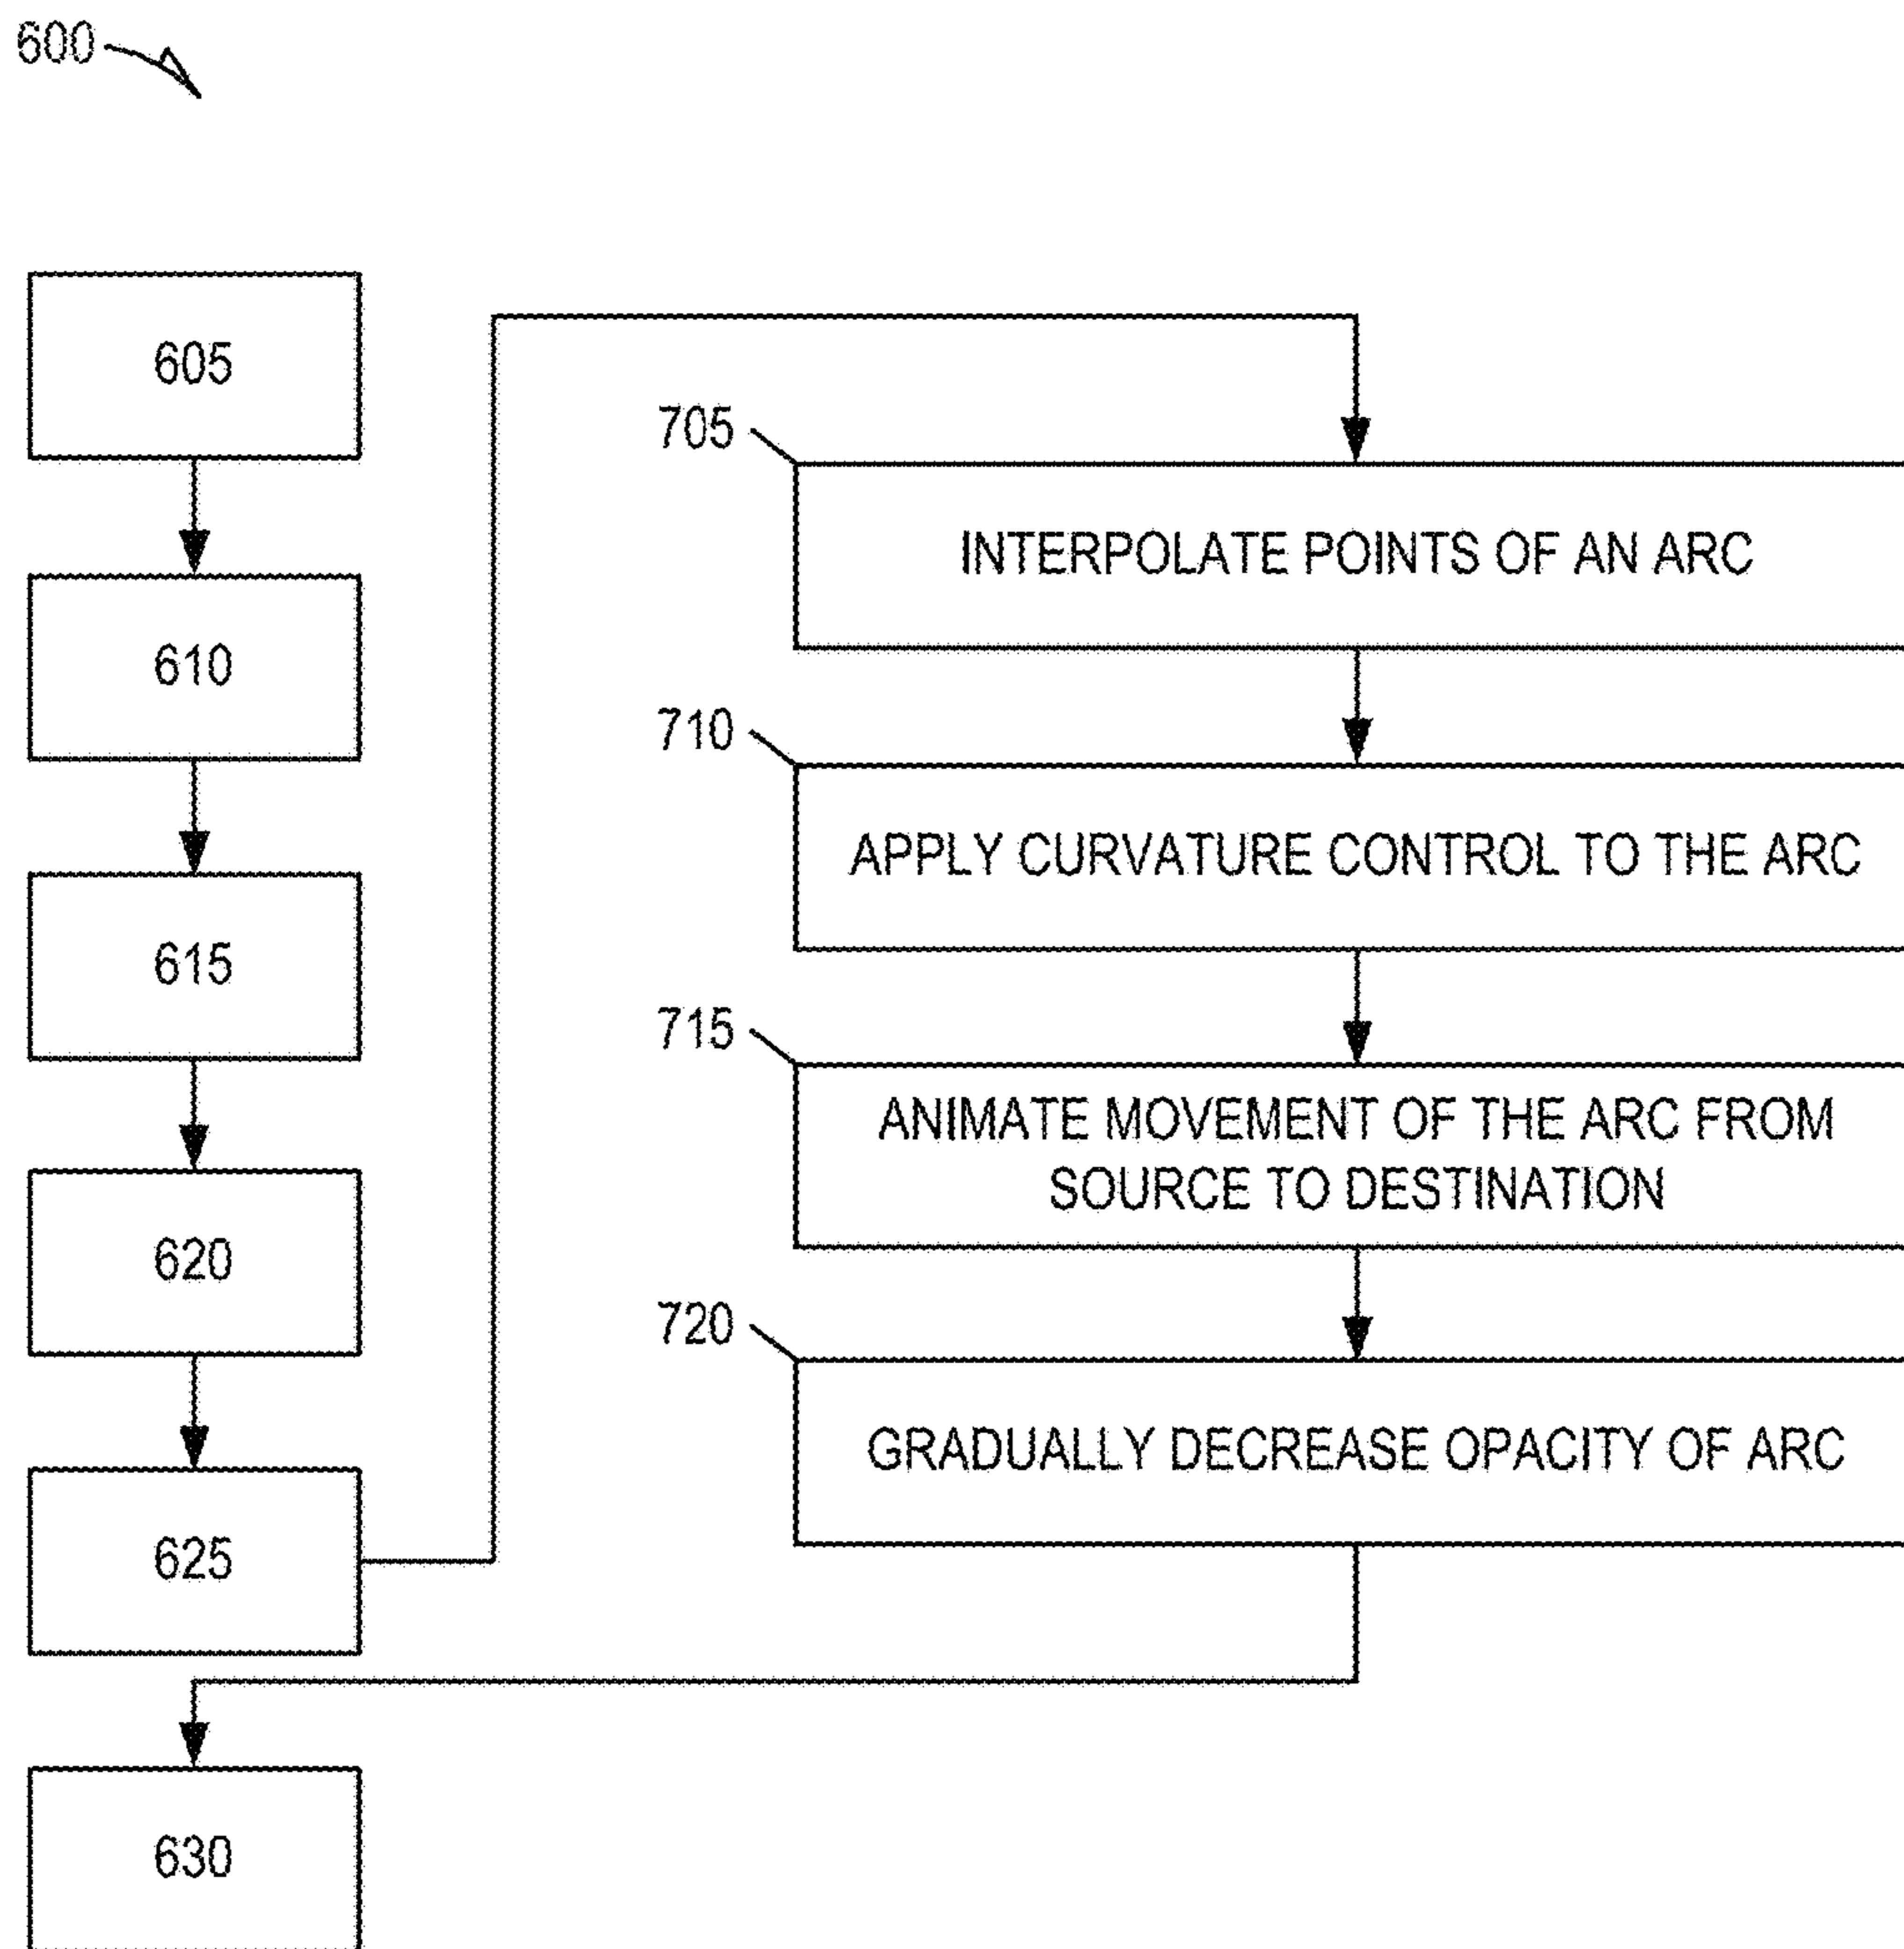 600
605
610
615
620
625
630
705
INTERPOLATE POINTS OF AN ARC
710
APPLY CURVATURE CONTROL TO THE ARC
715
ANIMATE MOVEMENT OF THE ARC FROM
SOURCE TO DESTINATION
720
GRADUALLY DECREASE OPACITY OF ARC